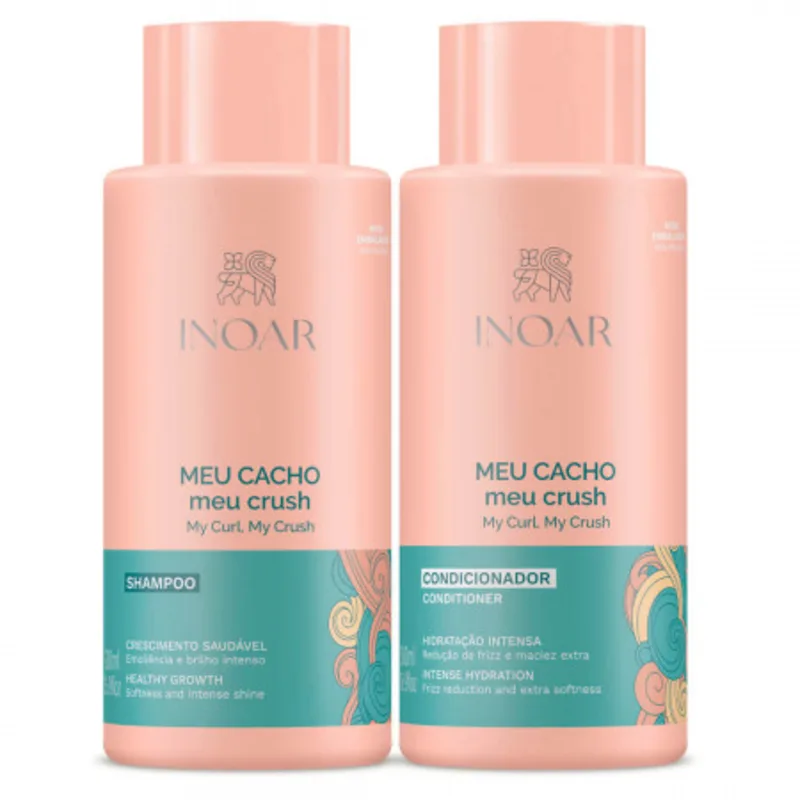 INOAR
MEU CACHO
meu crush
My Curl, My Crush
SHAMPOO
CRESCIMENTO SAUDÁVEL
Emoliência e brilho intenso
HEALTHY GROWTH
Softness and intense shine
INOAR
MEU CACHO
meu crush
My Curl, My Crush
CONDICIONADOR
CONDITIONER
HIDRATAÇÃO INTENSA
Redução de frizz e maciez extra
INTENSE HYDRATION
Frizz reduction and extra softness